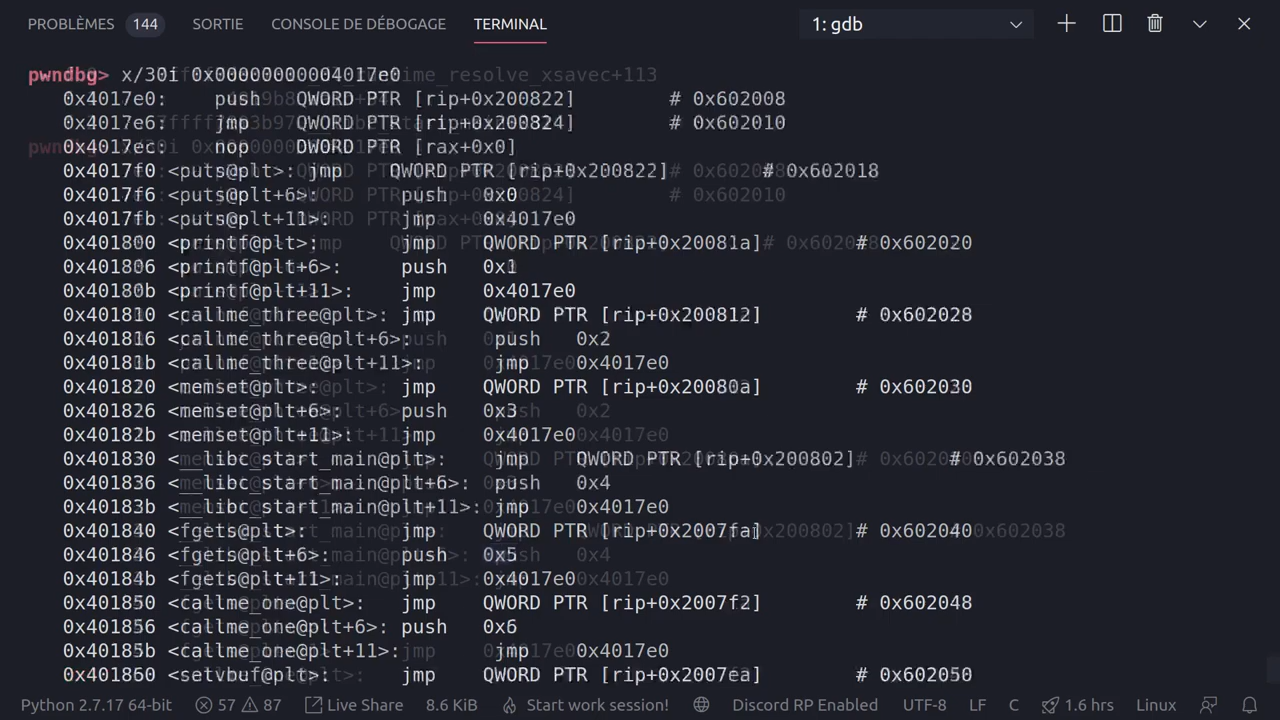 PROBLÈMES 144 SORTIE CONSOLE DE DÉBOGAGE TERMINAL 1: gdb
pwndbg> x/30i 0x00000000004017e0
0x4017e0: push QWORD PTR [rip+0x200822] # 0x602008
0x4017e6: jmp QWORD PTR [rip+0x200824] # 0x602010
0x4017ec: nop DWORD PTR [rax+0x0]
0x4017f0 <puts@plt>: jmp QWORD PTR [rip+0x200822] # 0x602018
0x4017f6 <puts@plt+6>: push 0x0
0x4017fb <puts@plt+11>: jmp 0x4017e0
0x401800 <printf@plt>: jmp QWORD PTR [rip+0x20081a] # 0x602020
0x401806 <printf@plt+6>: push 0x1
0x40180b <printf@plt+11>: jmp 0x4017e0
0x401810 <callme_three@plt>: jmp QWORD PTR [rip+0x200812] # 0x602028
0x401816 <callme_three@plt+6>: push 0x2
0x40181b <callme_three@plt+11>: jmp 0x4017e0
0x401820 <memset@plt>: jmp QWORD PTR [rip+0x20080a] # 0x602030
0x401826 <memset@plt+6>: push 0x3
0x40182b <memset@plt+11>: jmp 0x4017e0
0x401830 <__libc_start_main@plt>: jmp QWORD PTR [rip+0x200802] # 0x602038
0x401836 <__libc_start_main@plt+6>: push 0x4
0x40183b <__libc_start_main@plt+11>: jmp 0x4017e0
0x401840 <fgets@plt>: jmp QWORD PTR [rip+0x2007fa] # 0x602040
0x401846 <fgets@plt+6>: push 0x5
0x40184b <fgets@plt+11>: jmp 0x4017e0
0x401850 <callme_one@plt>: jmp QWORD PTR [rip+0x2007f2] # 0x602048
0x401856 <callme_one@plt+6>: push 0x6
0x40185b <callme_one@plt+11>: jmp 0x4017e0
0x401860 <setvbuf@plt>: jmp QWORD PTR [rip+0x2007ea] # 0x602050
Python 2.7.17 64-bit 57 87 Live Share 8.6 KiB Start work session! Discord RP Enabled UTF-8 LF C 1.6 hrs Linux